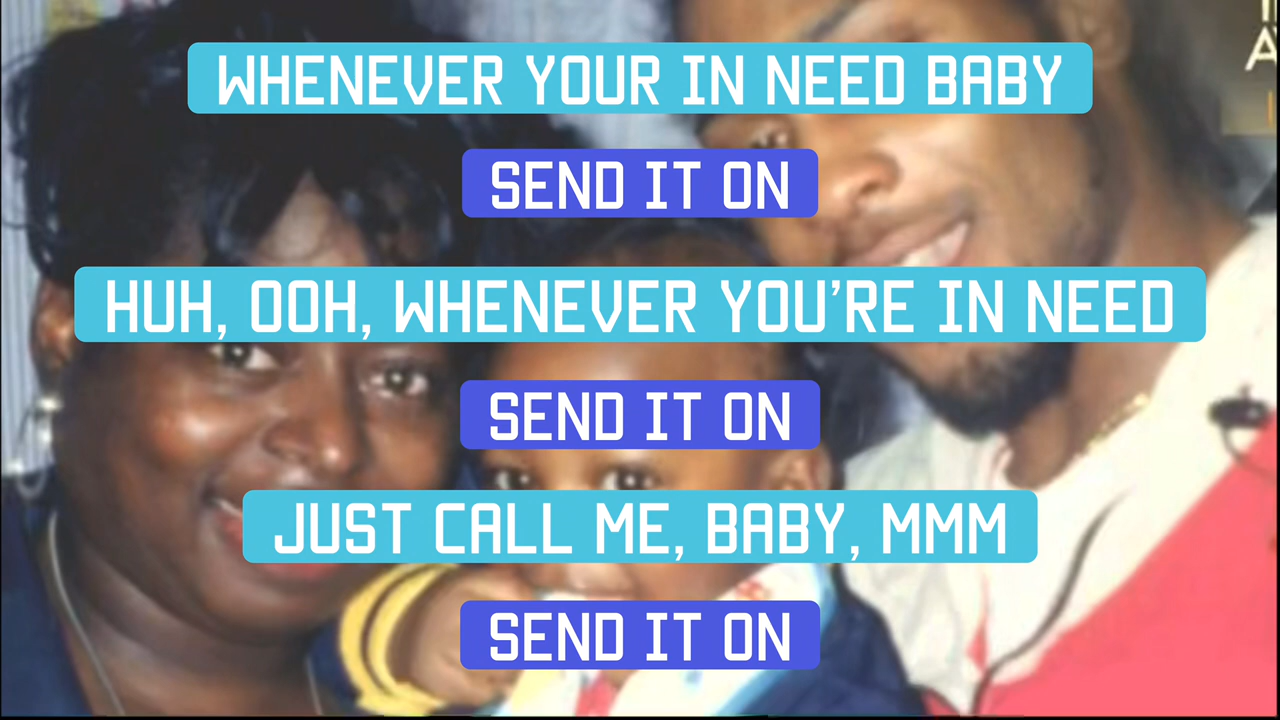 WHENEVER YOUR IN NEED BABY
SEND IT ON
HUH, OOH, WHENEVER YOU'RE IN NEED
SEND IT ON
JUST CALL ME, BABY, MMM
SEND IT ON